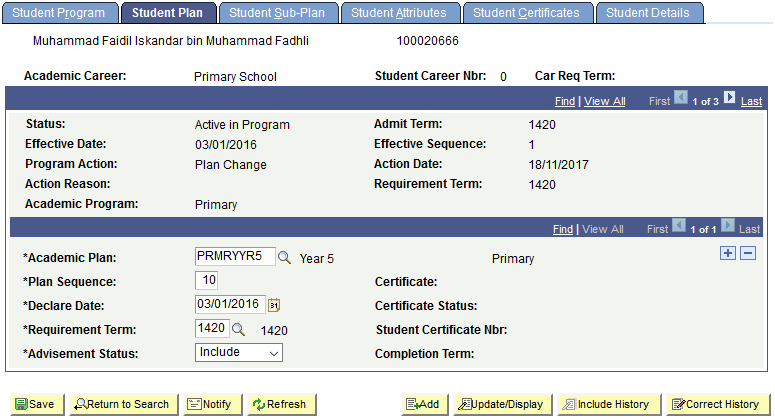 Student Program Student Plan Student Sub-Plan Student Attributes Student Certificates Student Details
Muhammad Faidil Iskandar bin Muhammad Fadhli 100020666
Academic Career: Primary School Student Career Nbr: 0 Car Req Term:
Find | View All First 1 of 3 Last
Status: Active in Program Admit Term: 1420
Effective Date: 03/01/2016 Effective Sequence: 1
Program Action: Plan Change Action Date: 18/11/2017
Action Reason: Requirement Term: 1420
Academic Program: Primary
Find | View All First 1 of 1 Last
*Academic Plan: PRMRYYR5 Year 5 Primary
*Plan Sequence: 10 Certificate:
*Declare Date: 03/01/2016 31 Certificate Status:
*Requirement Term: 1420 1420 Student Certificate Nbr:
*Advisement Status: Include Completion Term:
Save Return to Search Notify Refresh Add Update/Display Include History Correct History